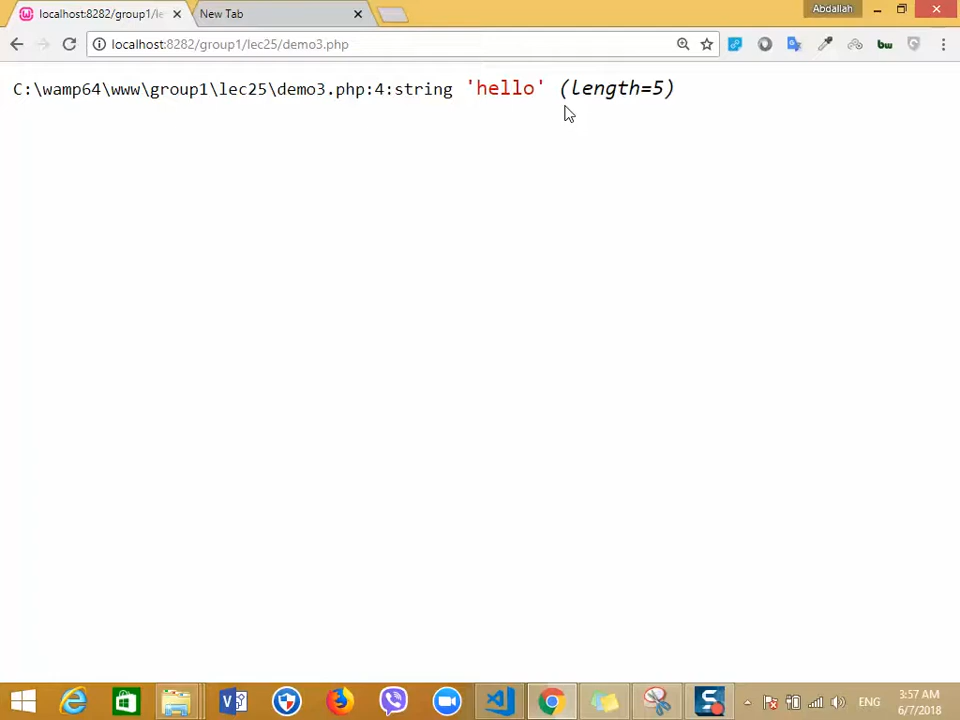 localhost:8282/group1/le
New Tab
Abdallah
localhost:8282/group1/lec25/demo3.php
bw
C:\wamp64\www\group1\lec25\demo3.php:4:string 'hello' (length=5)
ENG
3:57 AM
6/7/2018